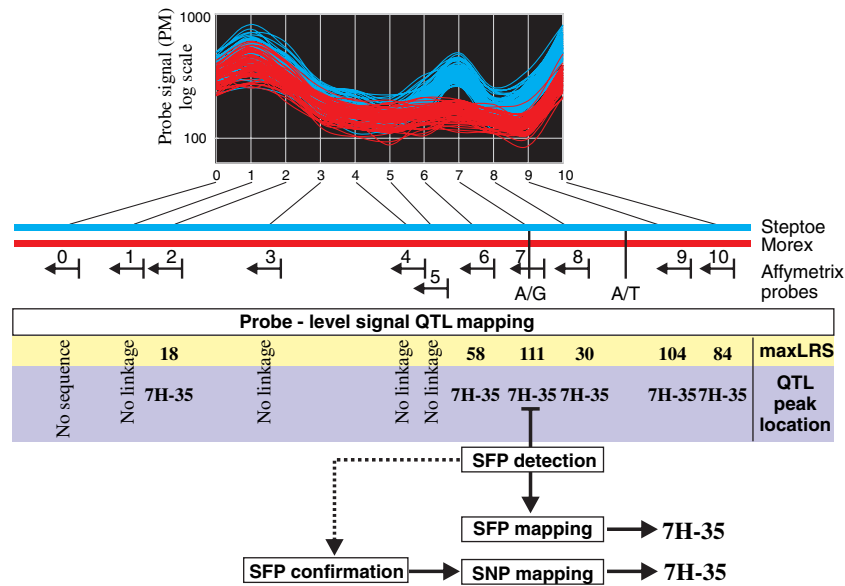 1000
Probe signal (PM)
log scale
100
0 1 2 3 4 5 6 7 8 9 10
Steptoe
Morex
0 1 2 3 4 5 6 7 8 9 10
Affymetrix
probes
A/G A/T
Probe - level signal QTL mapping
No sequence
No linkage
18
7H-35
No linkage
No linkage
No linkage
58
7H-35
111
7H-35
30
7H-35
104
7H-35
84
7H-35
maxLRS
QTL
peak
location
SFP detection
SFP mapping 7H-35
SFP confirmation SNP mapping 7H-35